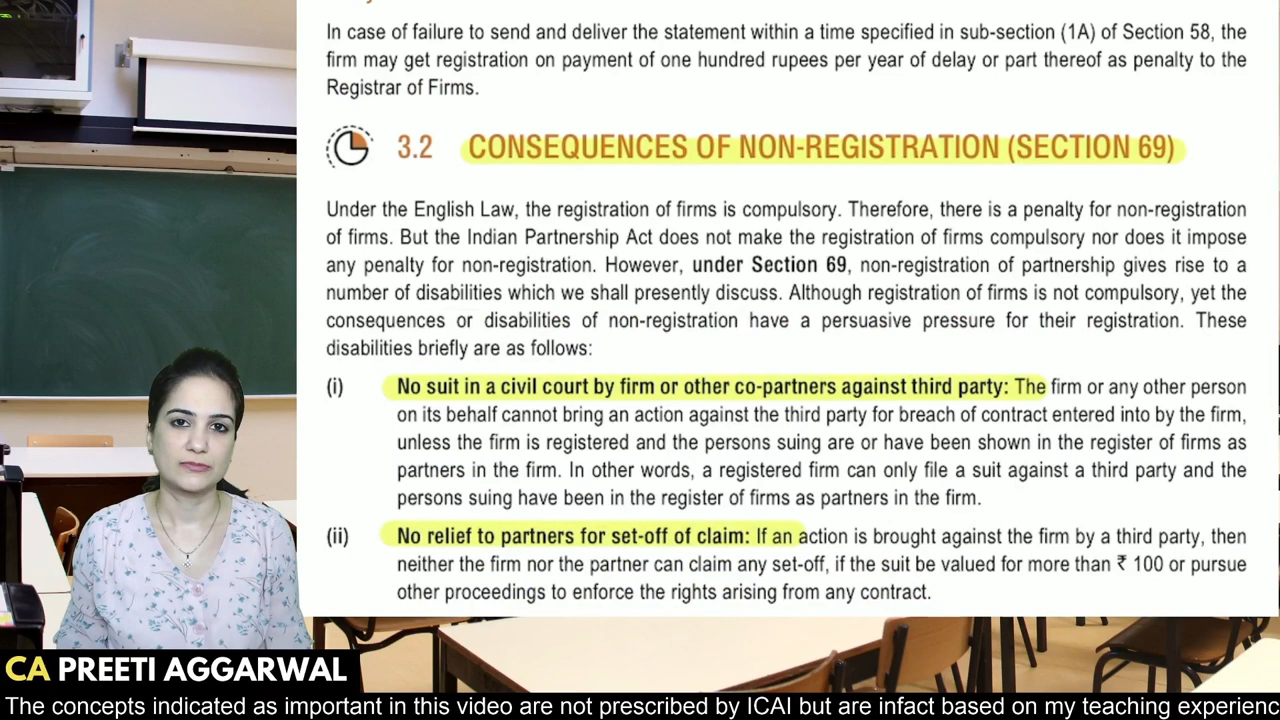 In case of failure to send and deliver the statement within a time specified in sub-section (1A) of Section 58, the
firm may get registration on payment of one hundred rupees per year of delay or part thereof as penalty to the
Registrar of Firms.
3.2 CONSEQUENCES OF NON-REGISTRATION (SECTION 69)
Under the English Law, the registration of firms is compulsory. Therefore, there is a penalty for non-registration
of firms. But the Indian Partnership Act does not make the registration of firms compulsory nor does it impose
any penalty for non-registration. However, under Section 69, non-registration of partnership gives rise to a
number of disabilities which we shall presently discuss. Although registration of firms is not compulsory, yet the
consequences or disabilities of non-registration have a persuasive pressure for their registration. These
disabilities briefly are as follows:
(i) No suit in a civil court by firm or other co-partners against third party: The firm or any other person
on its behalf cannot bring an action against the third party for breach of contract entered into by the firm,
unless the firm is registered and the persons suing are or have been shown in the register of firms as
partners in the firm. In other words, a registered firm can only file a suit against a third party and the
persons suing have been in the register of firms as partners in the firm.
(ii) No relief to partners for set-off of claim: If an action is brought against the firm by a third party, then
neither the firm nor the partner can claim any set-off, if the suit be valued for more than ₹ 100 or pursue
other proceedings to enforce the rights arising from any contract.
CA PREETI AGGARWAL
The concepts indicated as important in this video are not prescribed by ICAI but are infact based on my teaching experienc